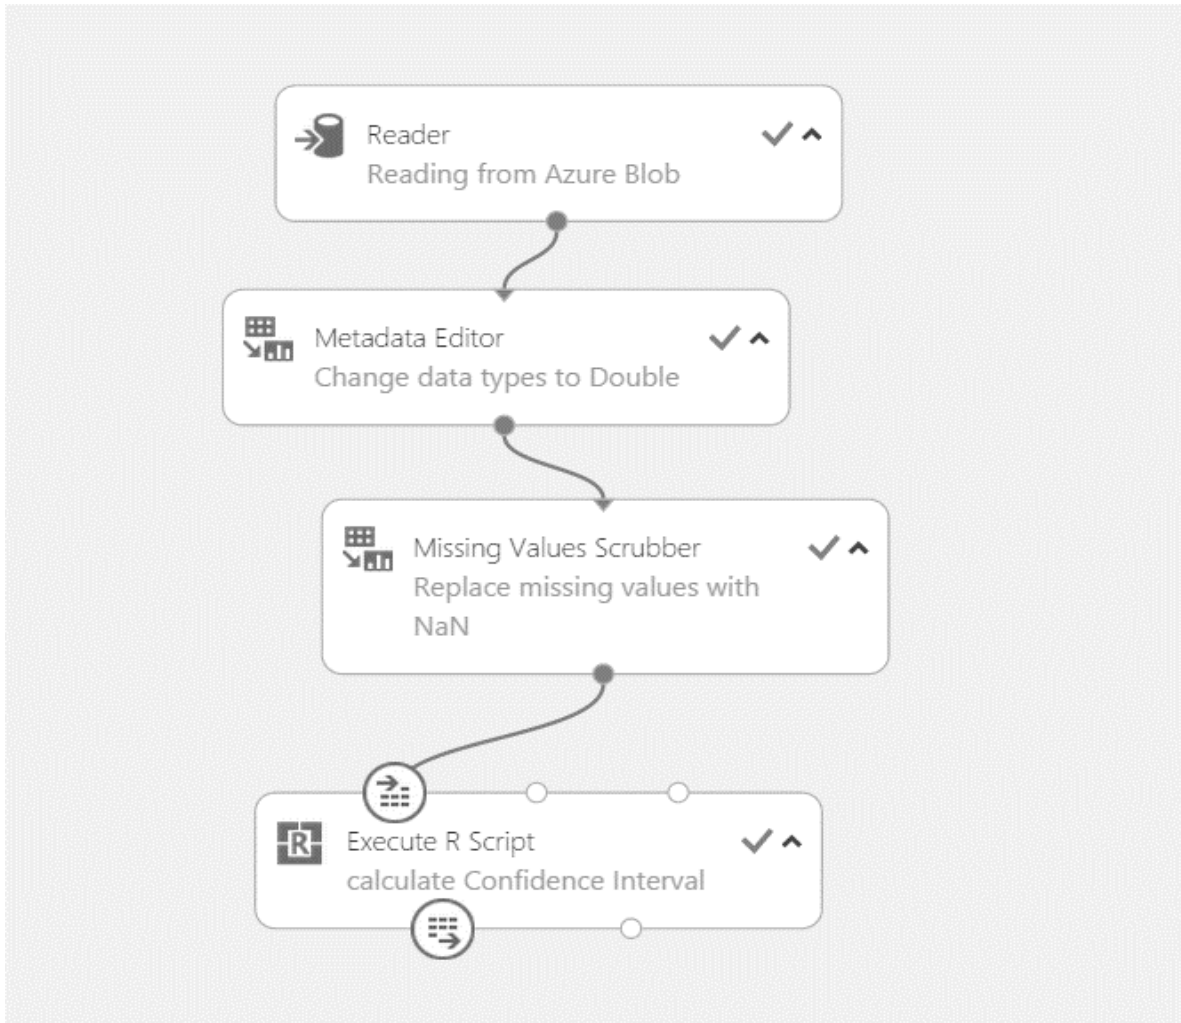 Reader
Reading from Azure Blob
Metadata Editor
Change data types to Double
Missing Values Scrubber
Replace missing values with
NaN
R
Execute R Script
calculate Confidence Interval